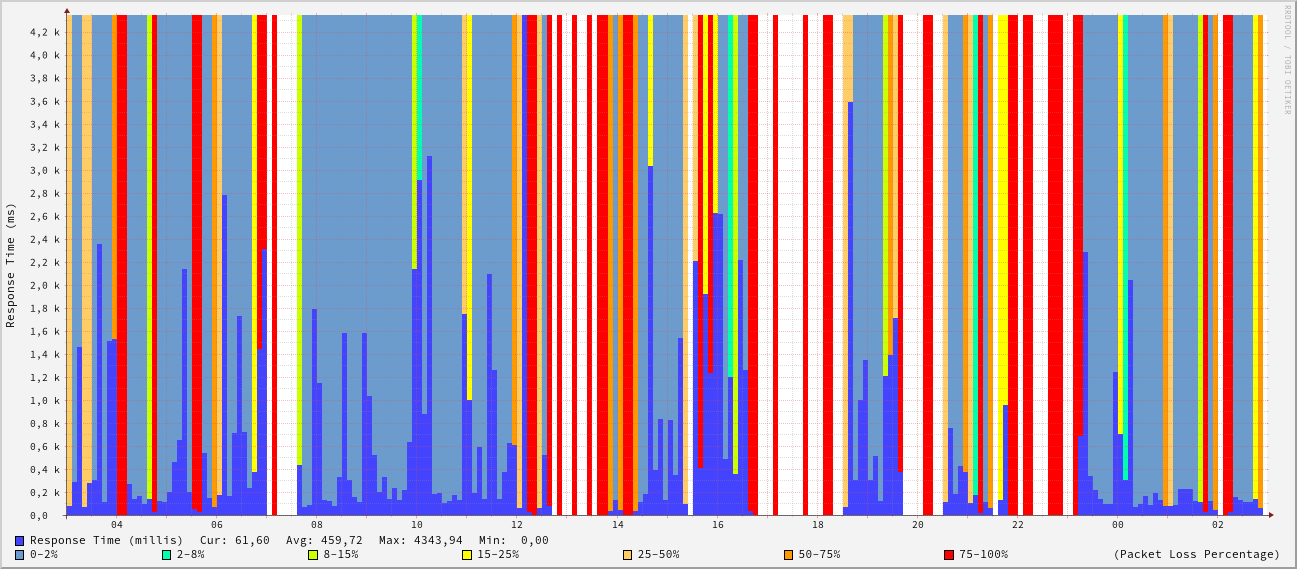 RRDTOOL / TOBI OETIKER
Response Time (ms)
4,2 k
4,0 k
3,8 k
3,6 k
3,4 k
3,2 k
3,0 k
2,8 k
2,6 k
2,4 k
2,2 k
2,0 k
1,8 k
1,6 k
1,4 k
1,2 k
1,0 k
0,8 k
0,6 k
0,4 k
0,2 k
0,0
04 06 08 10 12 14 16 18 20 22 00 02
Response Time (millis) Cur: 61,60 Avg: 459,72 Max: 4343,94 Min: 0,00
0-2% 2-8% 8-15% 15-25% 25-50% 50-75% 75-100% (Packet Loss Percentage)